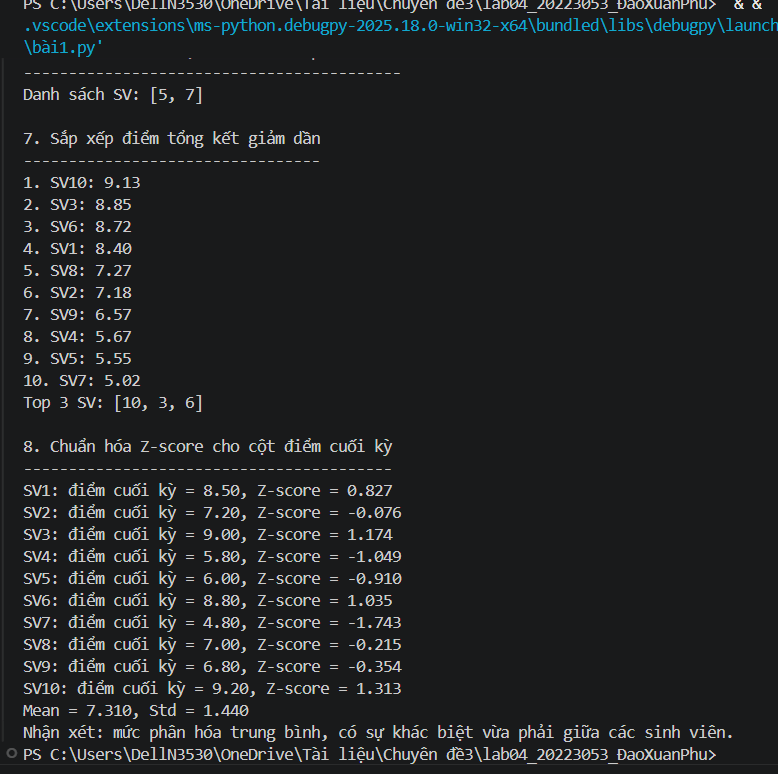 PS C:\Users\DellN3530\OneDrive\Tài liệu\Chuyên đề3\lab04_20223053_ĐaoXuanPhu>  & &
.vscode\extensions\ms-python.debugpy-2025.18.0-win32-x64\bundled\libs\debugpy\launch
\bài1.py'
------------------------------------------
Danh sách SV: [5, 7]
7. Sắp xếp điểm tổng kết giảm dần
---------------------------------
1. SV10: 9.13
2. SV3: 8.85
3. SV6: 8.72
4. SV1: 8.40
5. SV8: 7.27
6. SV2: 7.18
7. SV9: 6.57
8. SV4: 5.67
9. SV5: 5.55
10. SV7: 5.02
Top 3 SV: [10, 3, 6]
8. Chuẩn hóa Z-score cho cột điểm cuối kỳ
-----------------------------------------
SV1: điểm cuối kỳ = 8.50, Z-score = 0.827
SV2: điểm cuối kỳ = 7.20, Z-score = -0.076
SV3: điểm cuối kỳ = 9.00, Z-score = 1.174
SV4: điểm cuối kỳ = 5.80, Z-score = -1.049
SV5: điểm cuối kỳ = 6.00, Z-score = -0.910
SV6: điểm cuối kỳ = 8.80, Z-score = 1.035
SV7: điểm cuối kỳ = 4.80, Z-score = -1.743
SV8: điểm cuối kỳ = 7.00, Z-score = -0.215
SV9: điểm cuối kỳ = 6.80, Z-score = -0.354
SV10: điểm cuối kỳ = 9.20, Z-score = 1.313
Mean = 7.310, Std = 1.440
Nhận xét: mức phân hóa trung bình, có sự khác biệt vừa phải giữa các sinh viên.
PS C:\Users\DellN3530\OneDrive\Tài liệu\Chuyên đề3\lab04_20223053_ĐaoXuanPhu>